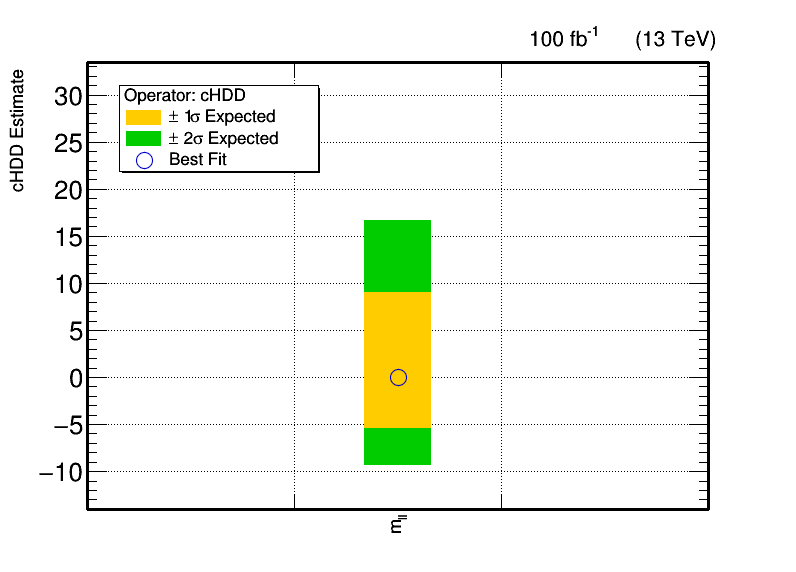 100 fb-1 (13 TeV)
cHDD Estimate
Operator: cHDD
± 1σ Expected
± 2σ Expected
Best Fit
30
25
20
15
10
5
0
−5
−10
mll